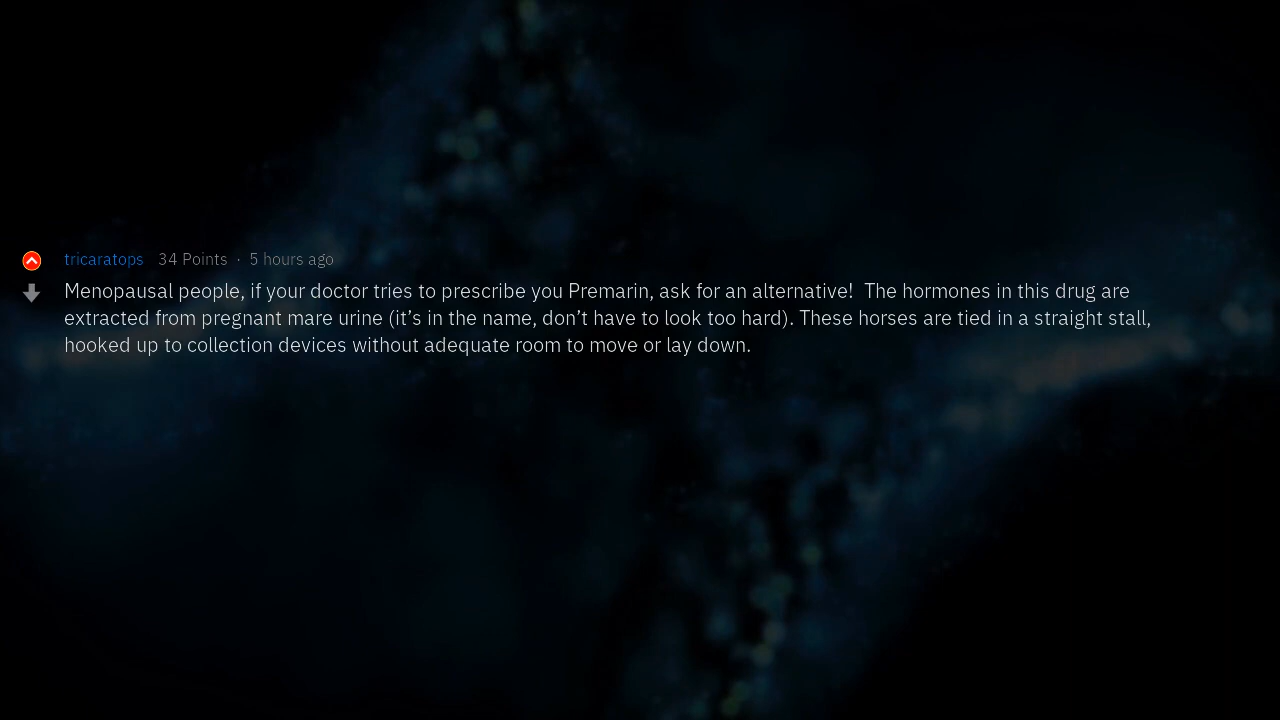 tricaratops 34 Points · 5 hours ago
Menopausal people, if your doctor tries to prescribe you Premarin, ask for an alternative!  The hormones in this drug are
extracted from pregnant mare urine (it’s in the name, don’t have to look too hard). These horses are tied in a straight stall,
hooked up to collection devices without adequate room to move or lay down.